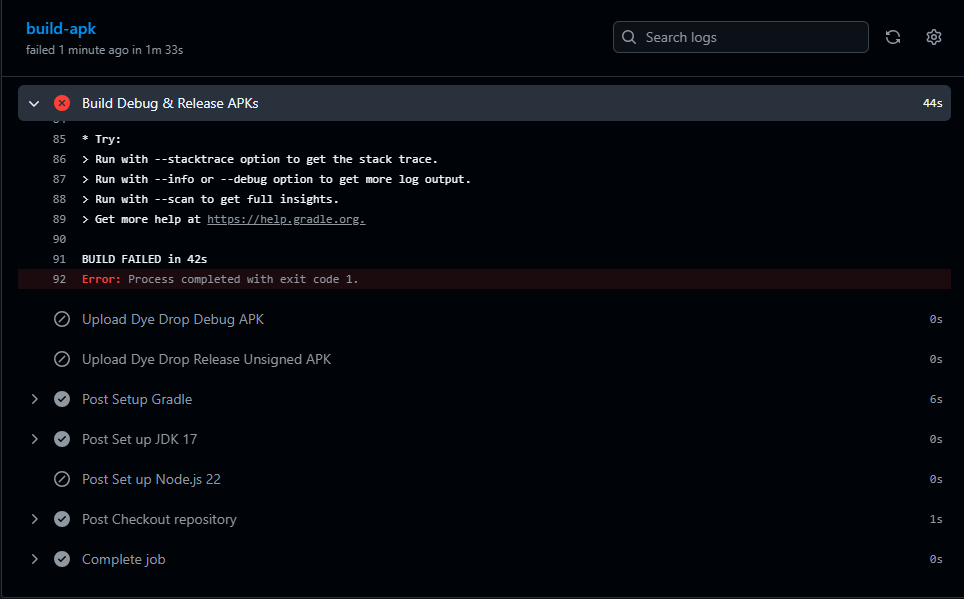 build-apk
failed 1 minute ago in 1m 33s
Search logs
Build Debug & Release APKs 44s
85 * Try:
86 > Run with --stacktrace option to get the stack trace.
87 > Run with --info or --debug option to get more log output.
88 > Run with --scan to get full insights.
89 > Get more help at https://help.gradle.org.
90
91 BUILD FAILED in 42s
92 Error: Process completed with exit code 1.
Upload Dye Drop Debug APK 0s
Upload Dye Drop Release Unsigned APK 0s
Post Setup Gradle 6s
Post Set up JDK 17 0s
Post Set up Node.js 22 0s
Post Checkout repository 1s
Complete job 0s